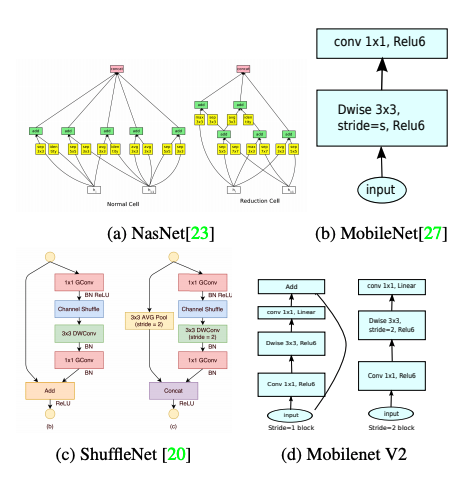 concat
add
add
add
add
add
sep
3x3
iden
tity
sep
3x3
sep
5x5
avg
3x3
iden
tity
avg
3x3
avg
3x3
sep
5x5
sep
3x3
Normal Cell
concat
add
max
3x3
sep
3x3
avg
3x3
iden
tity
add
add
add
sep
5x5
sep
7x7
max
3x3
sep
7x7
avg
3x3
sep
5x5
Reduction Cell
(a) NasNet[23]
conv 1x1, Relu6
Dwise 3x3,
stride=s, Relu6
input
(b) MobileNet[27]
1x1 GConv
BN ReLU
Channel Shuffle
3x3 DWConv
BN
1x1 GConv
BN
Add
ReLU
(b)
3x3 AVG Pool
(stride = 2)
1x1 GConv
BN ReLU
Channel Shuffle
3x3 DWConv
(stride = 2)
BN
1x1 GConv
BN
Concat
ReLU
(c)
(c) ShuffleNet [20]
Add
conv 1x1, Linear
Dwise 3x3, Relu6
Conv 1x1, Relu6
input
Stride=1 block
conv 1x1, Linear
Dwise 3x3,
stride=2, Relu6
Conv 1x1, Relu6
input
Stride=2 block
(d) Mobilenet V2